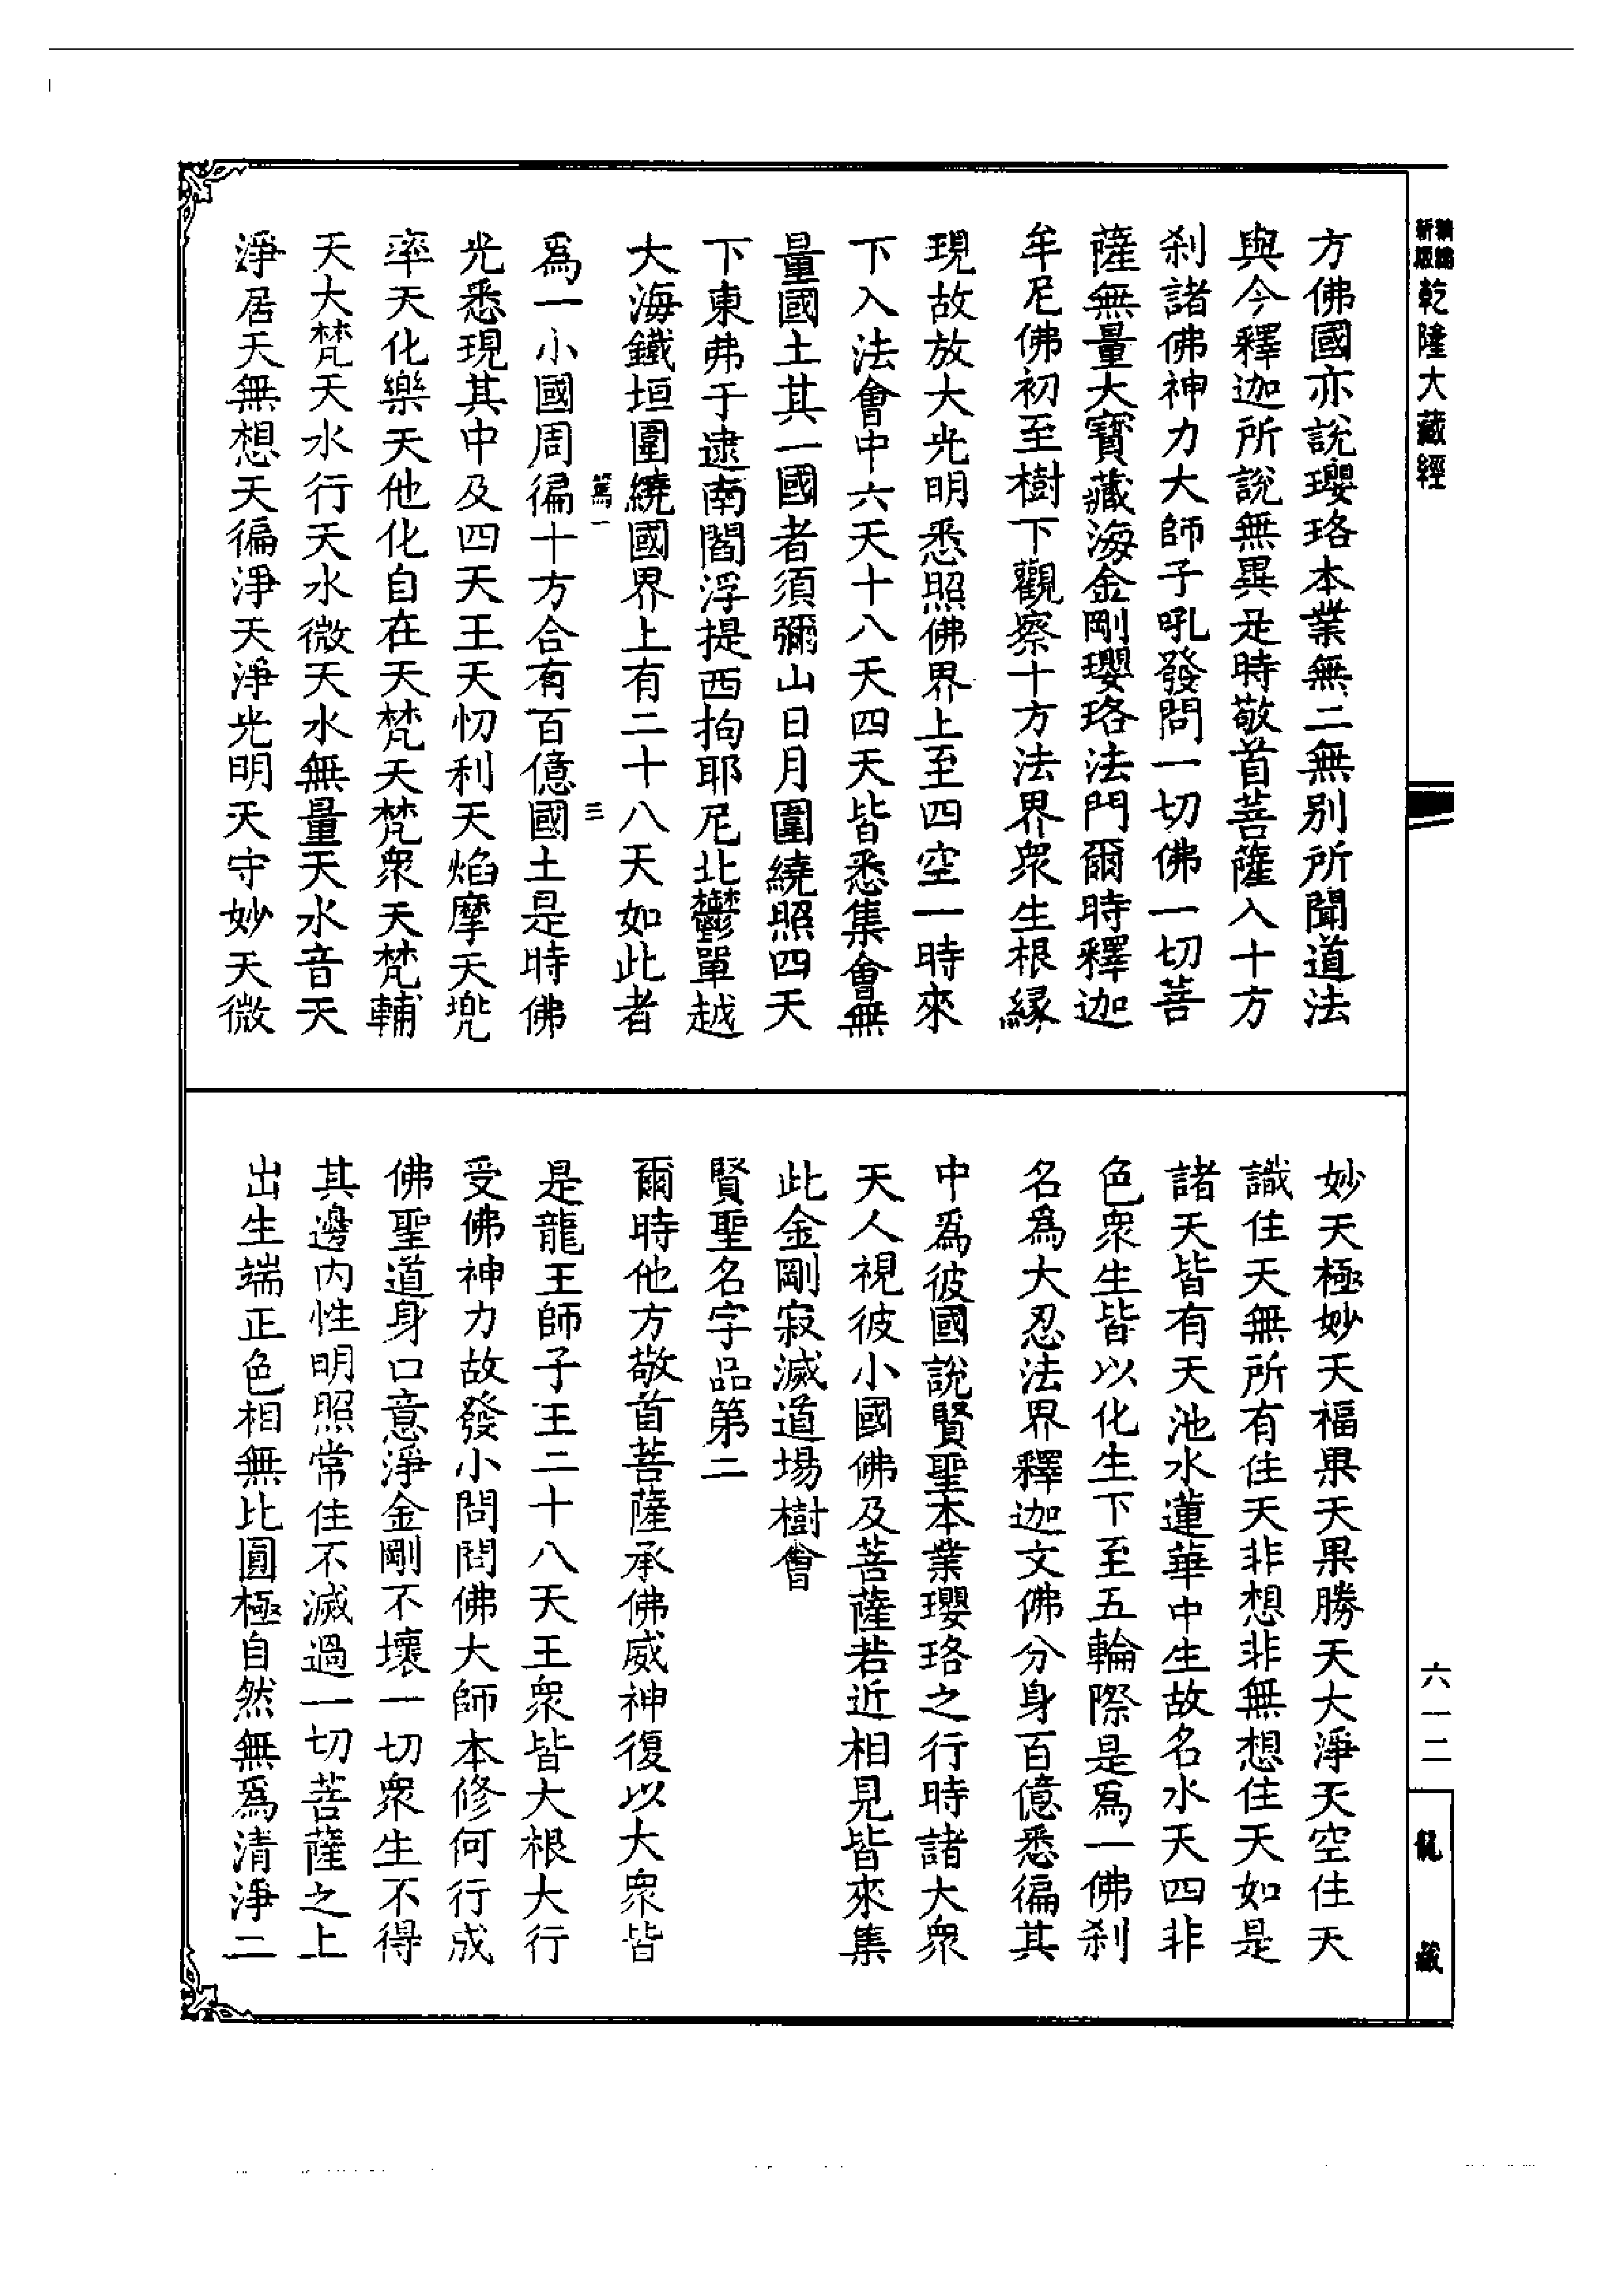 新版
乾隆大藏經
方佛國亦說瓔珞本業無二無别所聞道法
與今釋迦所說無異是時敬首菩薩入十方
刹諸佛神力大師子吼發問一切佛一切菩
薩無量大寳藏海金剛瓔珞法門爾時釋迦
牟尼佛初至樹下觀察十方法界衆生根緣
現故放大光明悉照佛界上至四空一時來
下入法會中六天十八天四天皆悉集會無
量國土其一國者須彌山日月圍繞照四天
下東弗于逮南閻浮提西拘耶尼北鬱單越
大海鐵垣圍繞國界上有二十八天如此者
篤一 三
爲一小國周徧十方合有百億國土是時佛
光悉現其中及四天王天忉利天焰摩天兠
率天化樂天他化自在天梵天梵衆天梵輔
天大梵天水行天水微天水無量天水音天
淨居天無想天徧淨天淨光明天守妙天微
妙天極妙天福果天果勝天大淨天空住天
識住天無所有住天非想非無想住天如是
諸天皆有天池水蓮華中生故名水天四非
色衆生皆以化生下至五輪際是爲一佛刹
名爲大忍法界釋迦文佛分身百億悉徧其
中爲彼國說賢聖本業瓔珞之行時諸大衆
天人視彼小國佛及菩薩若近相見皆來集
此金剛寂滅道場樹會
賢聖名字品第二
爾時他方敬首菩薩承佛威神復以大衆皆
是龍王師子王二十八天王衆皆大根大行
受佛神力故發小問問佛大師本修何行成
佛聖道身口意淨金剛不壞一切衆生不得
其邊内性明照常住不滅過一切菩薩之上
出生端正色相無比圓極自然無爲清淨二
六一二
龍藏